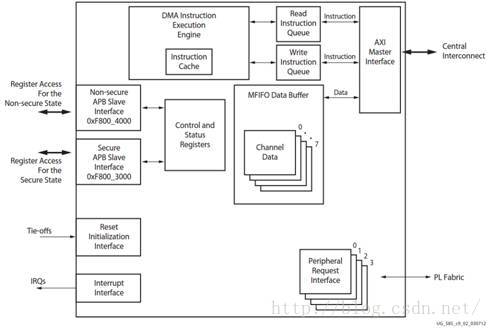 DMA Instruction
Execution
Engine
Instruction
Cache
Read
Instruction
Queue
Instruction
Write
Instruction
Queue
Instruction
AXI
Master
Interface
Central
Interconnect
Register Access
For the
Non-secure State
Non-secure
APB Slave
Interface
0xF800_4000
Register Access
For the
Secure State
Secure
APB Slave
Interface
0xF800_3000
Control and
Status
Registers
MFIFO Data Buffer
Data
0
7
Channel
Data
Tie-offs
Reset
Initialization
Interface
IRQs
Interrupt
Interface
Peripheral
Request
Interface
0
1
2
3
PL Fabric
http://blog.csdn.net/
UG_585_c9_02_030712